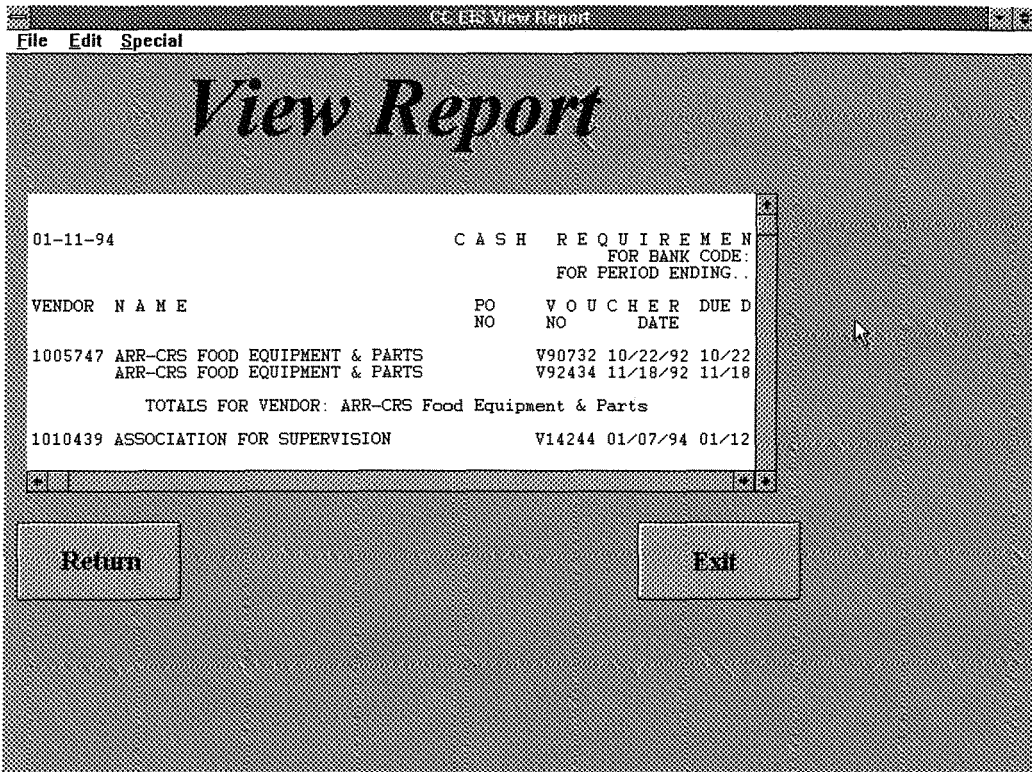 CC EIS View Report
File Edit Special
View Report
01-11-94 C A S H R E Q U I R E M E N
FOR BANK CODE:
FOR PERIOD ENDING..
VENDOR N A M E PO V O U C H E R DUE D
NO NO DATE
1005747 ARR-CRS FOOD EQUIPMENT & PARTS V90732 10/22/92 10/22
ARR-CRS FOOD EQUIPMENT & PARTS V92434 11/18/92 11/18
TOTALS FOR VENDOR: ARR-CRS Food Equipment & Parts
1010439 ASSOCIATION FOR SUPERVISION V14244 01/07/94 01/12
Return Exit